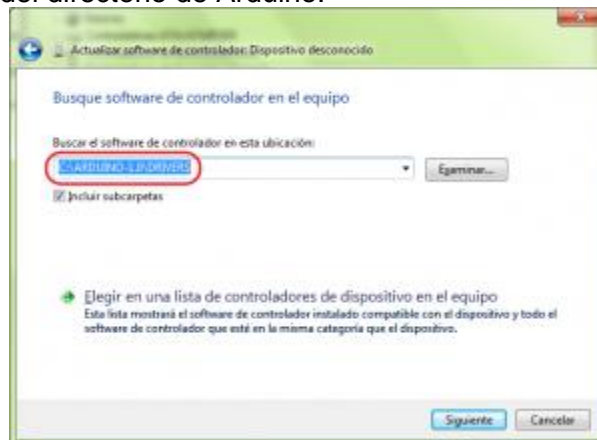 del directorio de Arduino.
Actualizar software de controlador: Dispositivo desconocido
Busque software de controlador en el equipo
Buscar el software de controlador en esta ubicación:
C:\ARDUINO-1.0\DRIVERS
Examinar...
Incluir subcarpetas
Elegir en una lista de controladores de dispositivo en el equipo
Esta lista mostrará el software de controlador instalado compatible con el dispositivo y todo el
software de controlador que esté en la misma categoría que el dispositivo.
Siguiente Cancelar